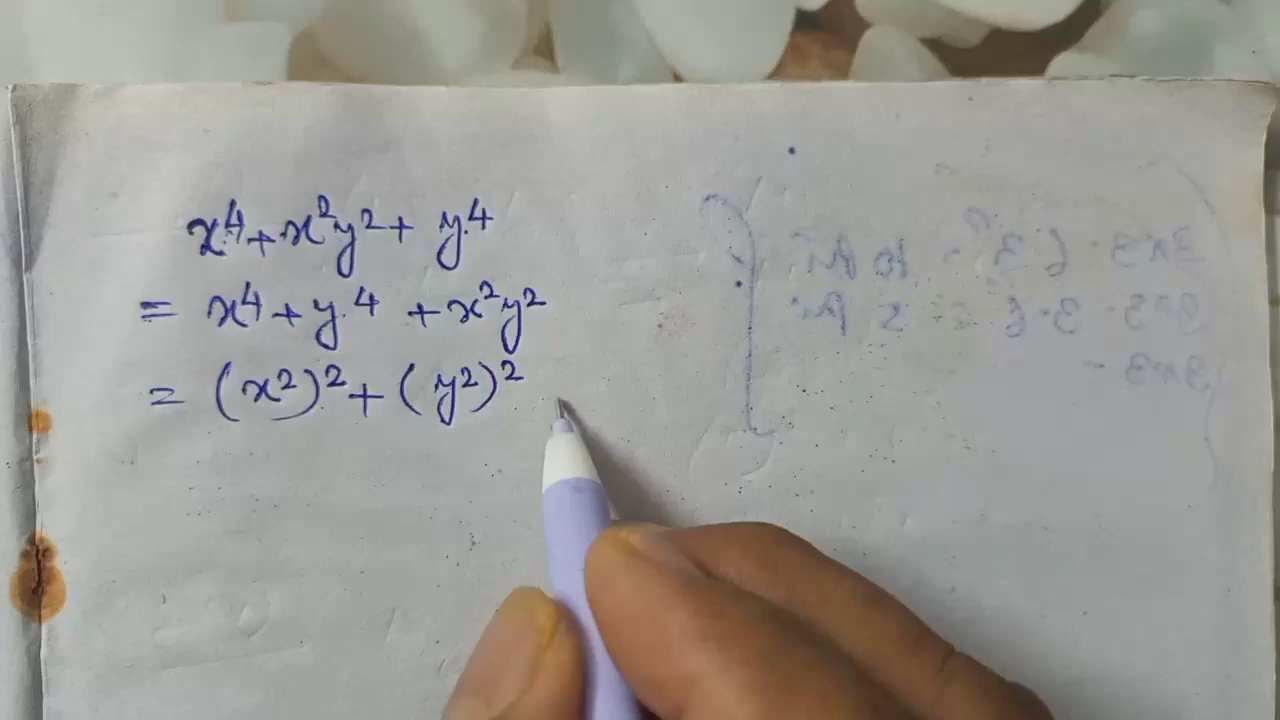 x⁴ + x²y² + y⁴
= x⁴ + y⁴ + x²y²
= (x²)² + (y²)²